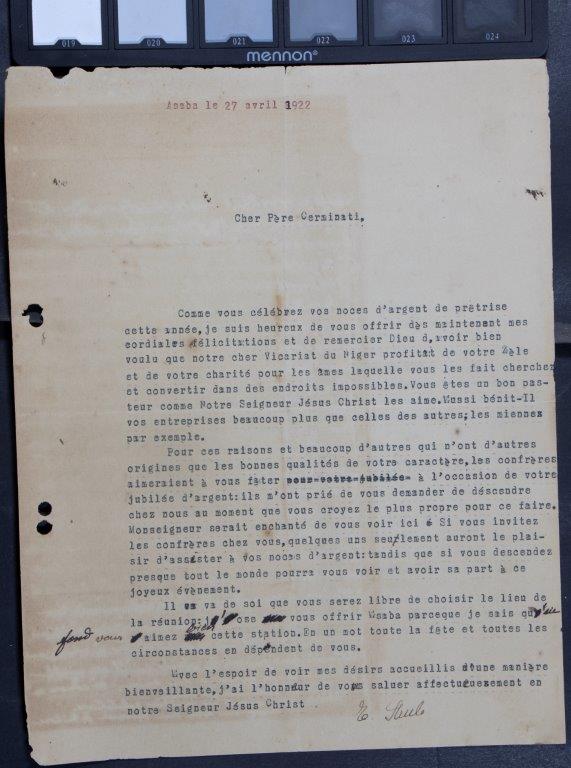 019 020 021 022 023 024
mennon®
Asaba le 27 avril 1922
Cher Père Cerminati,
Comme vous célébrez vos noces d'argent de prêtrise
cette année,je suis heureux de vous offrir dès maintenant mes
cordiales félicitations et de remercier Dieu d,avoir bien
voulu que notre cher Vicariat du Niger profitat de votre Zèle
et de votre charité pour les âmes laquelle vous les fait cherchez
et convertir dans des endroits impossibles.Vous êtes un bon pas-
teur comme Notre Seigneur Jésus Christ les aime.Aussi bénit-Il
vos entreprises beaucoup plus que celles des autres;les miennes
par exemple.
Pour ces raisons et beaucoup d'autres qui n'ont d'autres
origines que les bonnes qualités de votre caractère,les confrères
aimeraient à vous fêter pour votre jubilée à l'occasion de votre
jubilée d'argent:ils m'ont prié de vous demander de déscendre
chez nous au moment que vous croyez le plus propre pour ce faire.
Monseigneur serait enchanté de vous voir ici é Si vous invitez
les confrères chez vous,quelques uns seulement auront le plai-
sir d'assister à vos noces d'argent:tandis que si vous descendez
presque tout le monde pourra vous voir et avoir sa part à ce
joyeux évènement.
Il va de soi que vous serez libre de choisir le lieu de
la réunion:j'ose vous offrir Asaba parceque je sais qu'au
fond vous aimez bien cette station.En un mot toute la fête et toutes les
circonstances en dépendent de vous.
Avec l'espoir de voir mes désirs accueillis d'une manière
bienveillante,j'ai l'honneur de vous saluer affectueusement en
notre Seigneur Jésus Christ